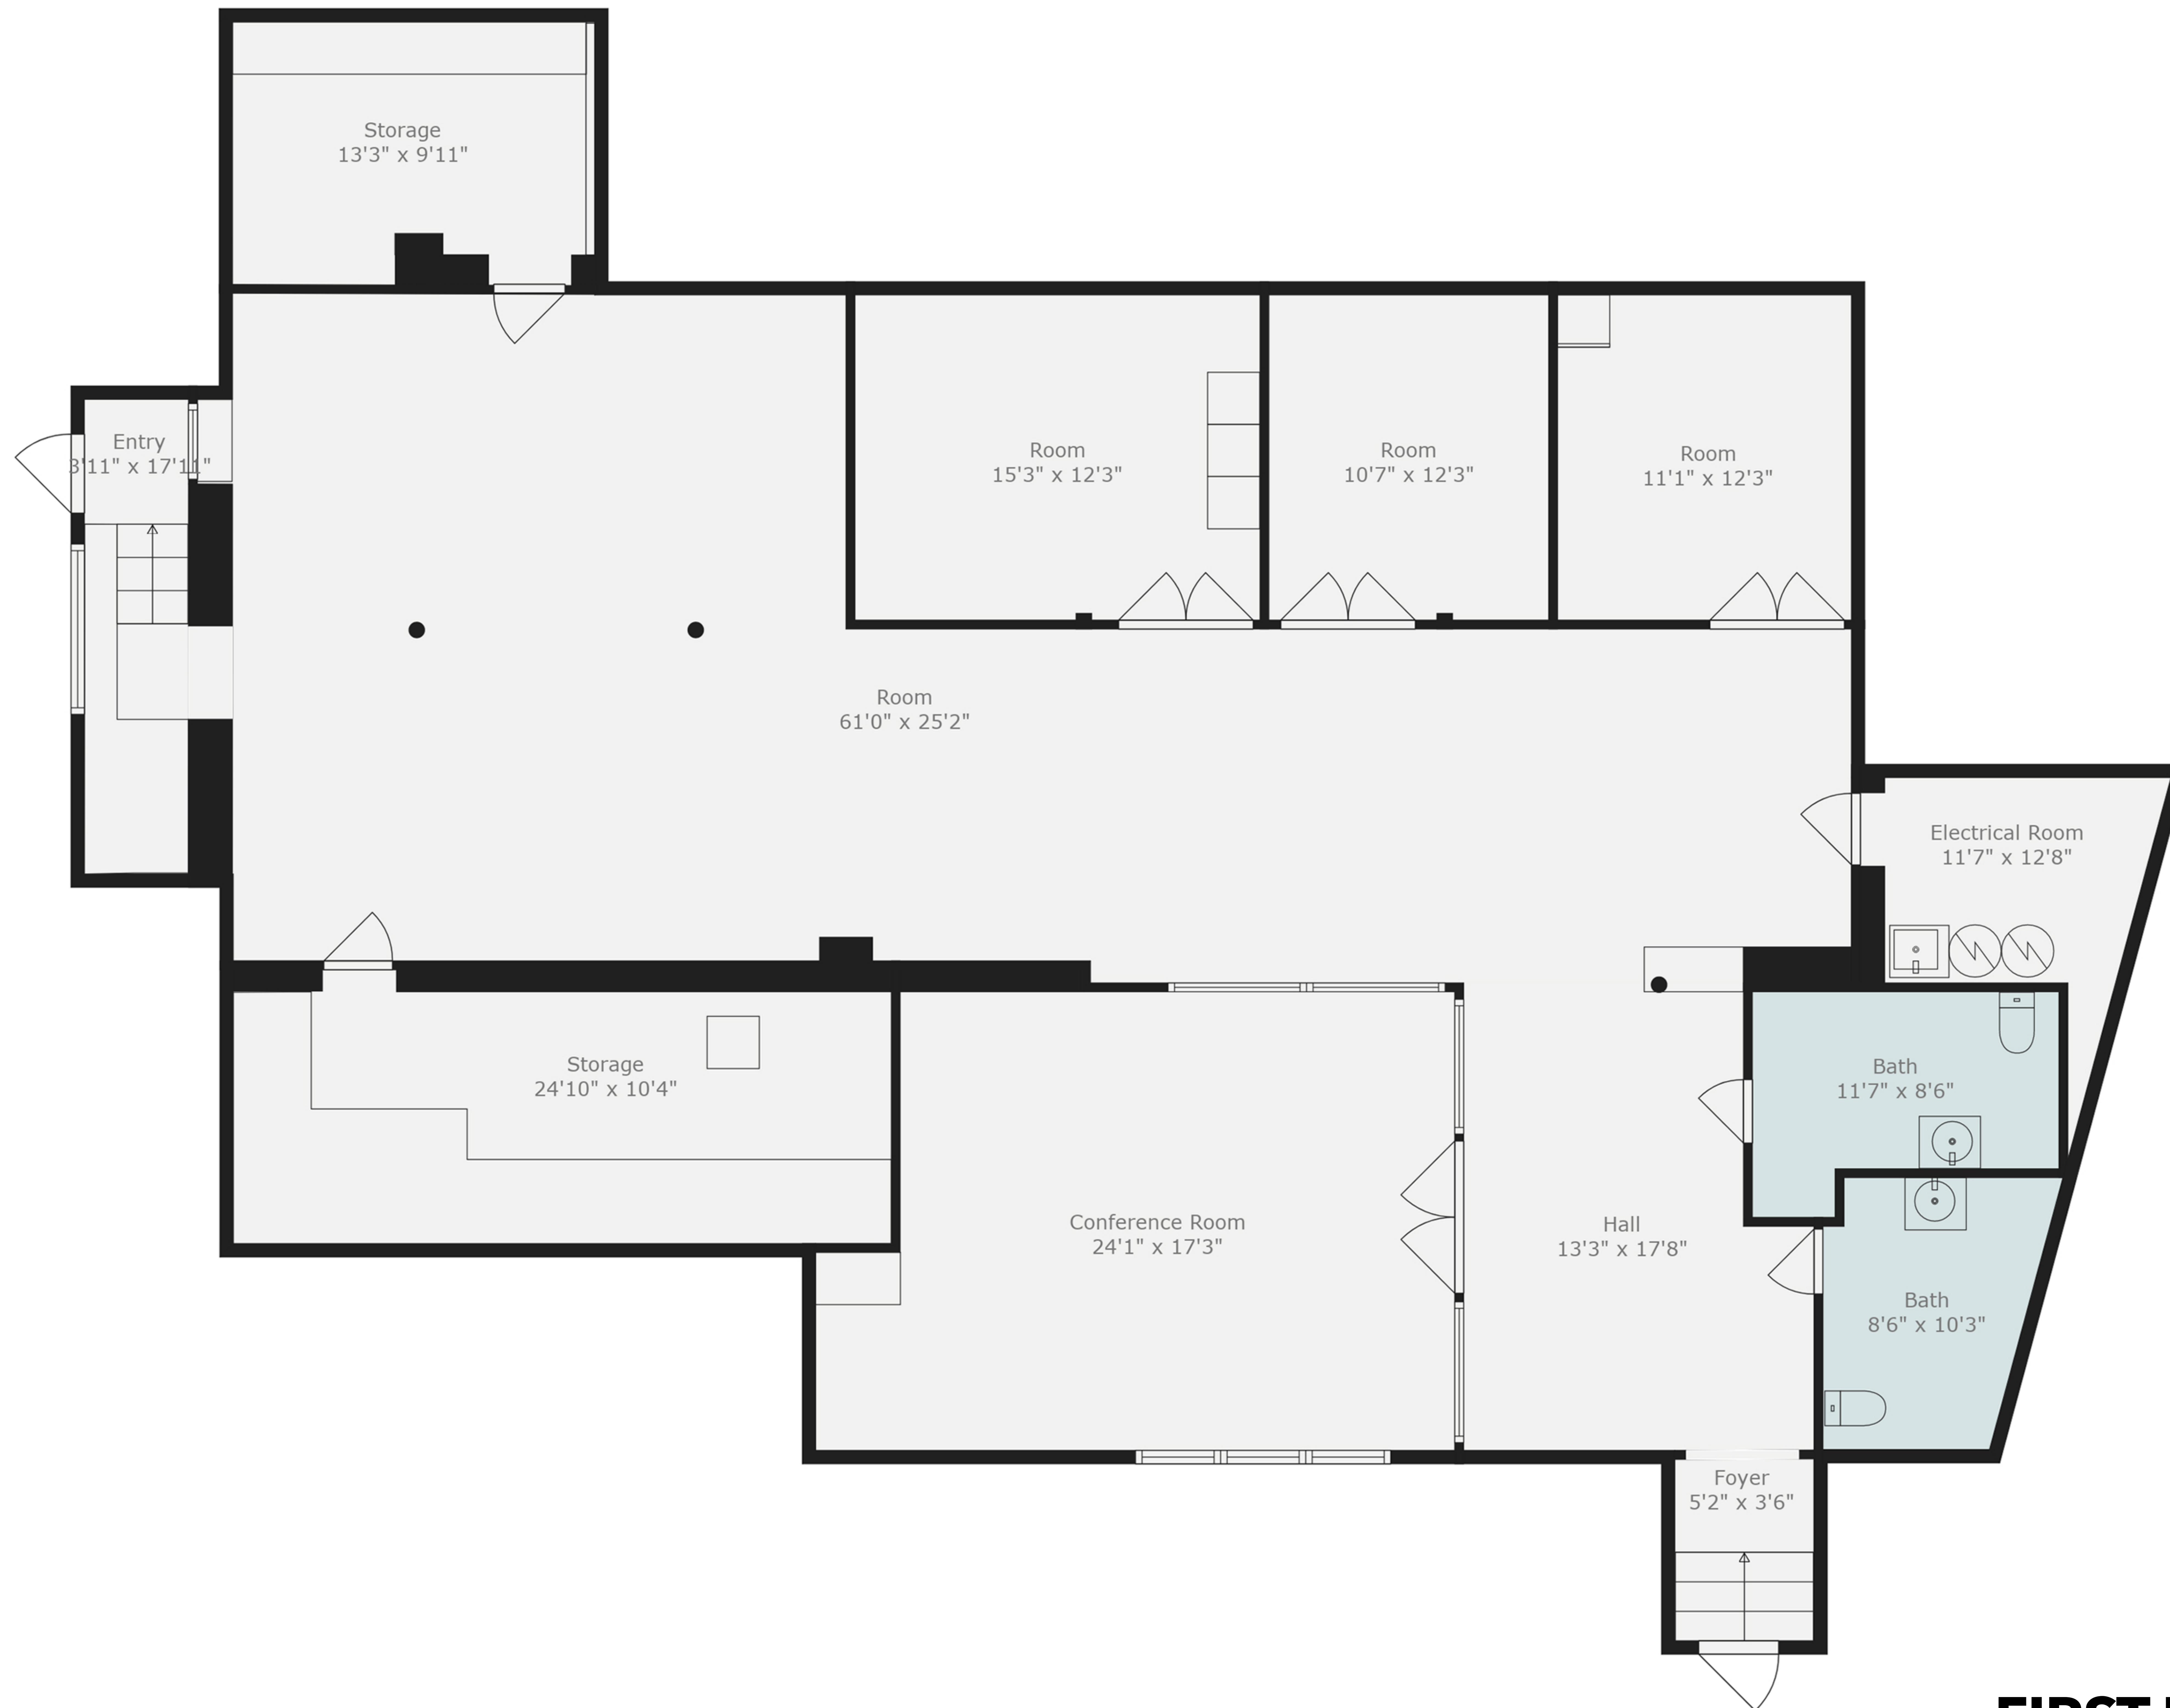 Storage
13'3" x 9'11"
Entry
3'11" x 17'11"
Room
15'3" x 12'3"
Room
10'7" x 12'3"
Room
11'1" x 12'3"
Room
61'0" x 25'2"
Electrical Room
11'7" x 12'8"
Storage
24'10" x 10'4"
Bath
11'7" x 8'6"
Conference Room
24'1" x 17'3"
Hall
13'3" x 17'8"
Bath
8'6" x 10'3"
Foyer
5'2" x 3'6"
FIRST